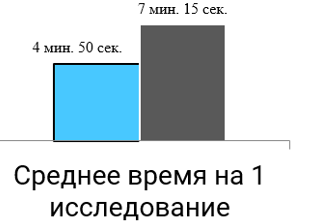 7 мин. 15 сек.
4 мин. 50 сек.
Среднее время на 1
исследование